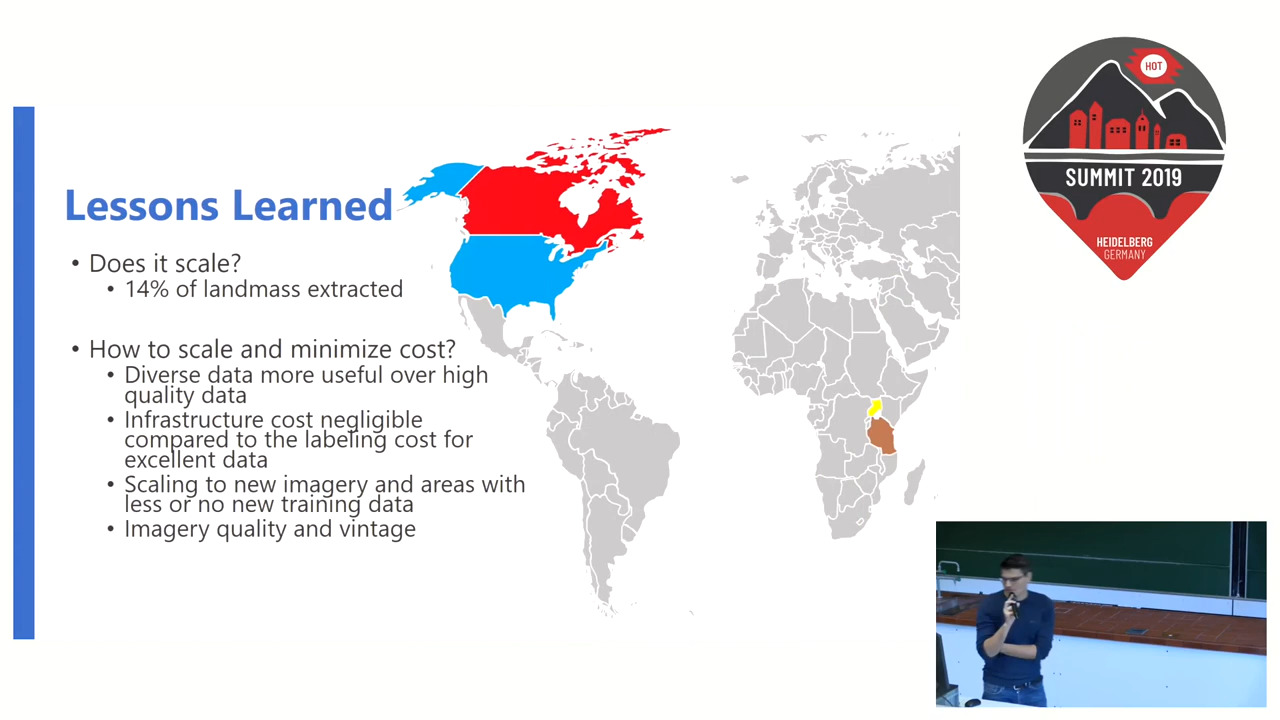 Lessons Learned
• Does it scale?
• 14% of landmass extracted
• How to scale and minimize cost?
• Diverse data more useful over high
quality data
• Infrastructure cost negligible
compared to the labeling cost for
excellent data
• Scaling to new imagery and areas with
less or no new training data
• Imagery quality and vintage
HOT
SUMMIT 2019
HEIDELBERG
GERMANY